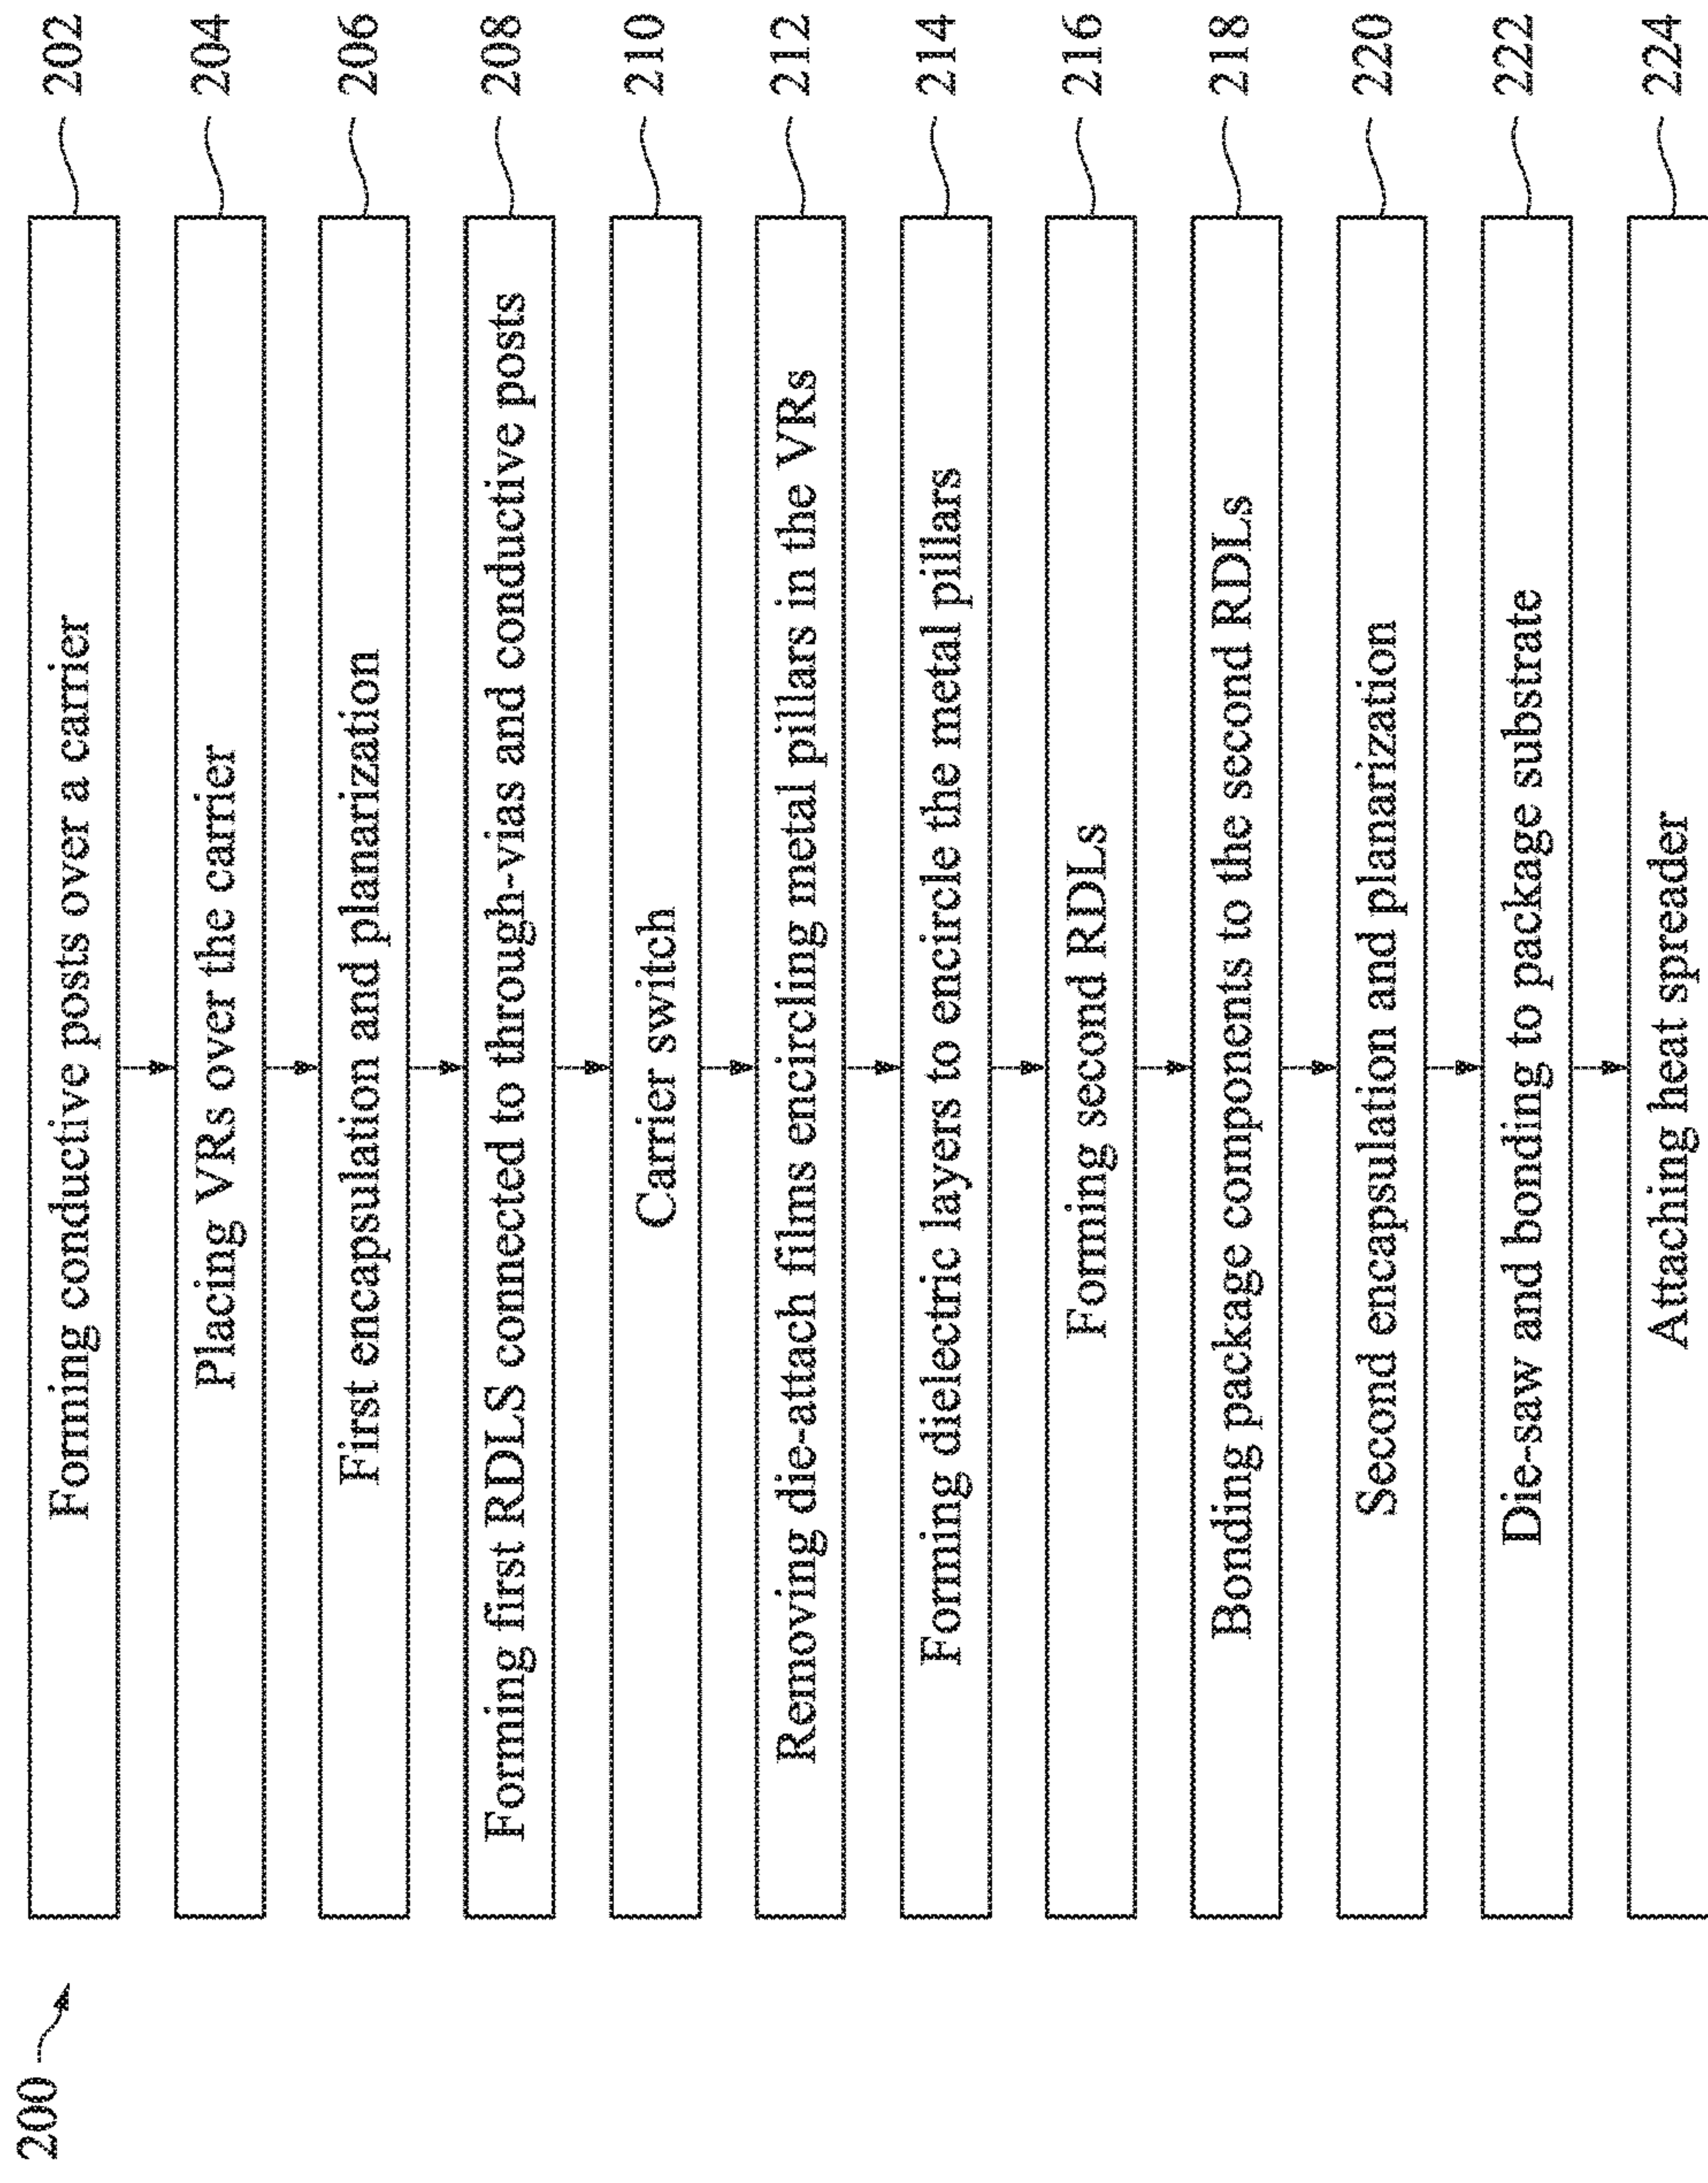 200
Forming conductive posts over a carrier 202
Placing VRs over the carrier 204
First encapsulation and planarization 206
Forming first RDLS connected to through-vias and conductive posts 208
Carrier switch 210
Removing die-attach films encircling metal pillars in the VRs 212
Forming dielectric layers to encircle the metal pillars 214
Forming second RDLs 216
Bonding package components to the second RDLs 218
Second encapsulation and planarization 220
Die-saw and bonding to package substrate 222
Attaching heat spreader 224